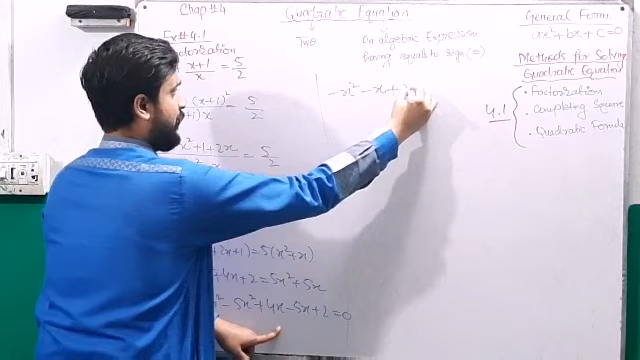 Chap # 4
Ex # 4.1
Factorization
x+1/x = 5/2
(x+1)²
+1)x = 5/2
x²+1+2x = 5/2
+2x+1) = 5(x²+x)
+4x+2 = 5x²+5x
- 5x²+4x-5x+2=0
Quadratic Equation
Two
An algebraic Expression
having equals to sign (=)
-x²-x+
General Form
ax²+bx+c=0
Methods for Solving
Quadratic Equation
4.1
• Factorization
• Completing Square
• Quadratic Formula